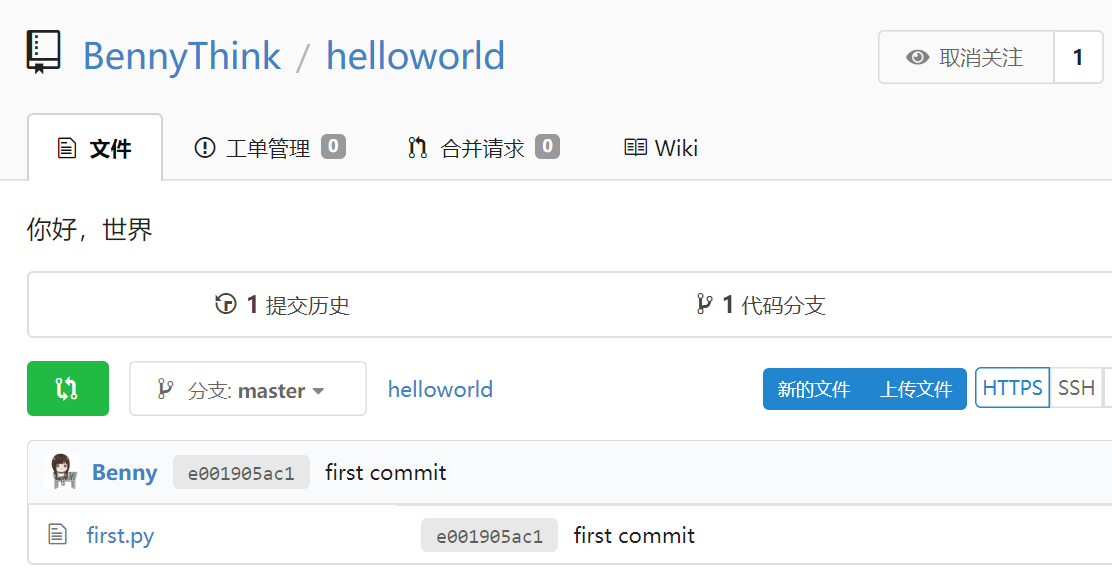 BennyThink / helloworld
取消关注 1
文件 工单管理 0 合并请求 0 Wiki
你好，世界
1 提交历史 1 代码分支
分支: master helloworld 新的文件 上传文件 HTTPS SSH
Benny e001905ac1 first commit
first.py e001905ac1 first commit